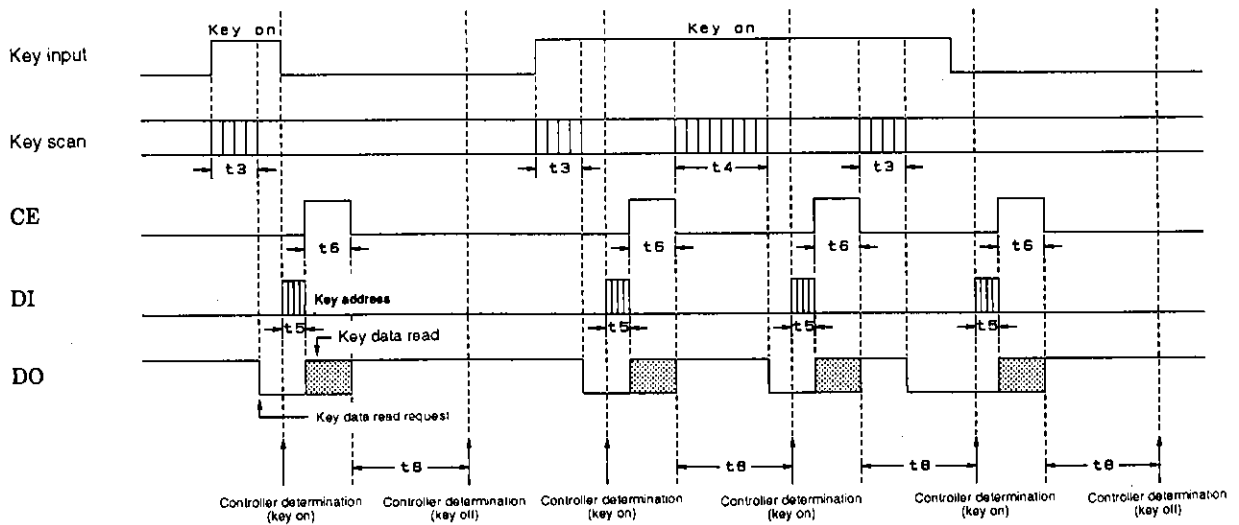 Key on
Key on
Key input
Key scan
t3
t3
t4
t3
CE
t6
t6
t6
t6
DI
Key address
t5
t5
t5
t5
Key data read
DO
Key data read request
t8
t8
t8
t8
Controller determination
(key on)
Controller determination
(key off)
Controller determination
(key on)
Controller determination
(key on)
Controller determination
(key on)
Controller determination
(key off)